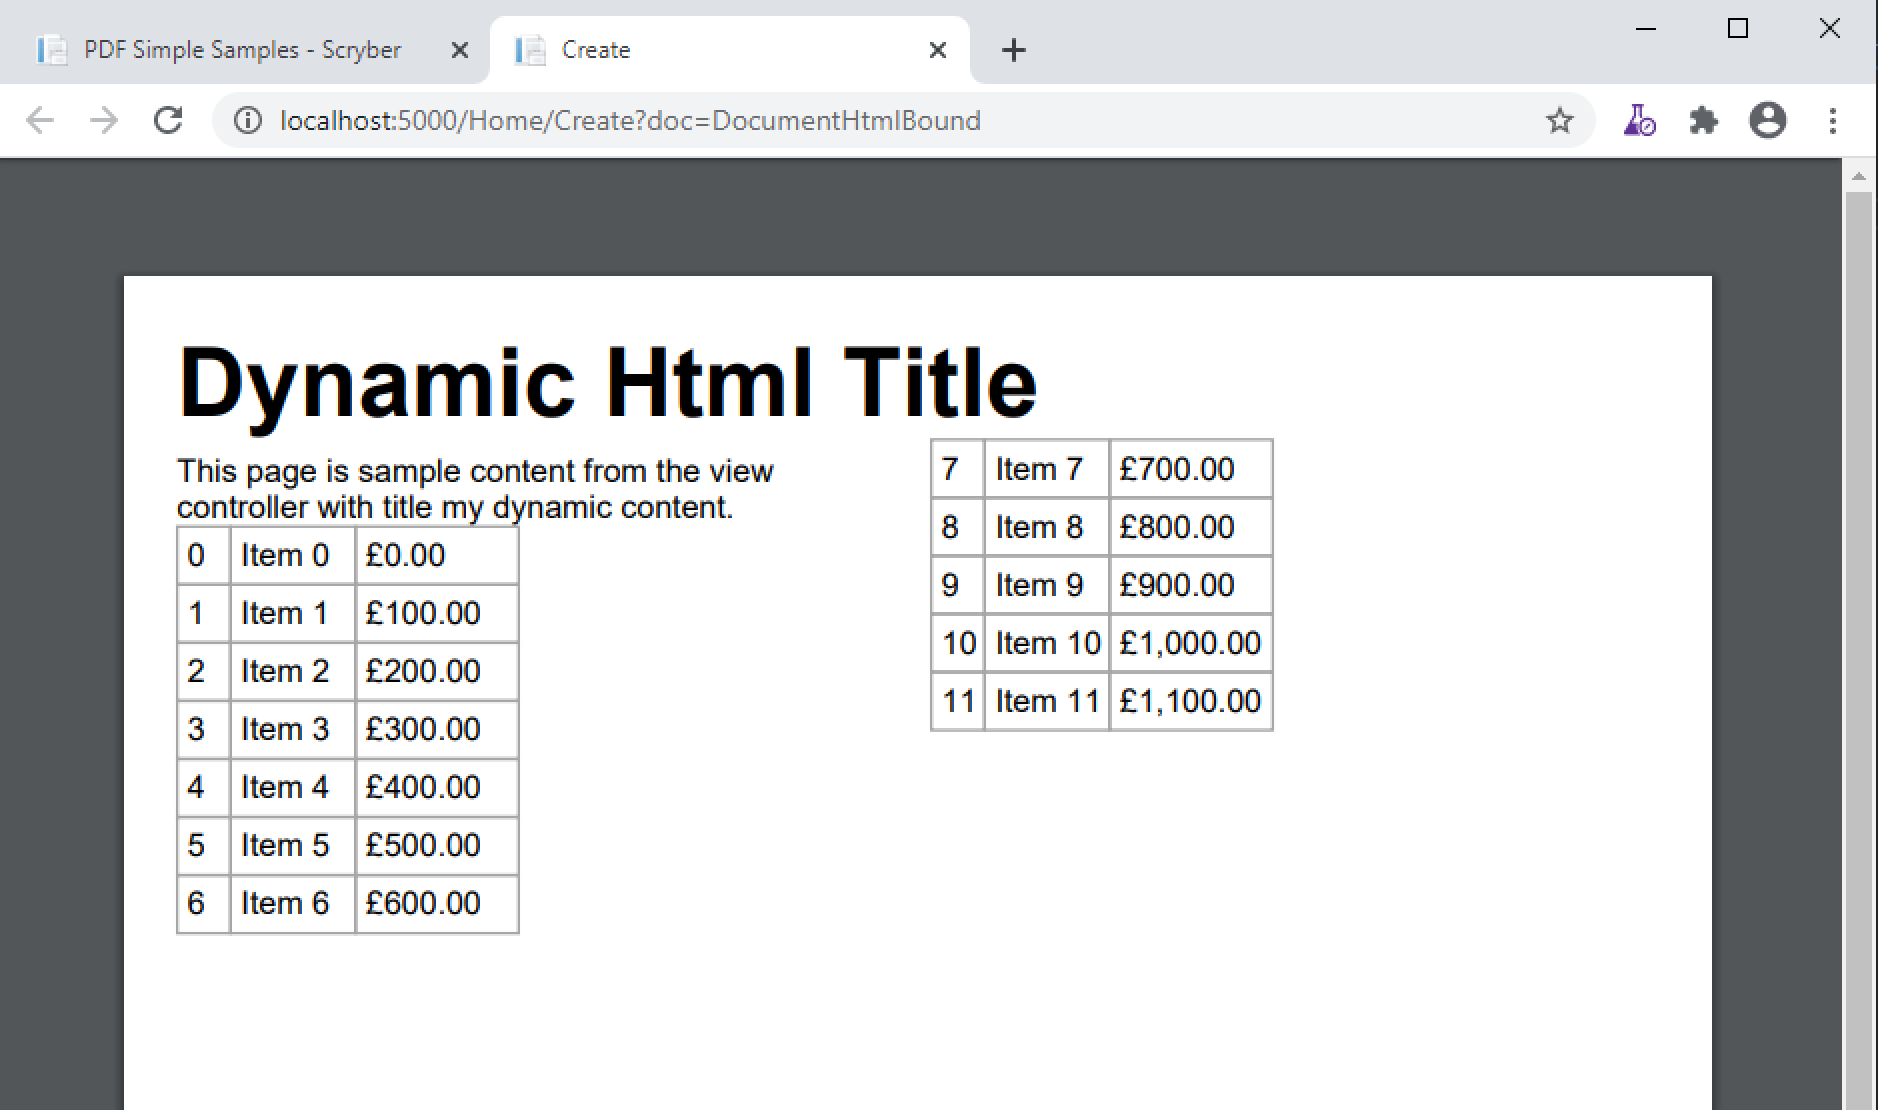 PDF Simple Samples - Scryber
Create
localhost:5000/Home/Create?doc=DocumentHtmlBound
Dynamic Html Title
This page is sample content from the view
controller with title my dynamic content.
0 Item 0 £0.00
1 Item 1 £100.00
2 Item 2 £200.00
3 Item 3 £300.00
4 Item 4 £400.00
5 Item 5 £500.00
6 Item 6 £600.00
7 Item 7 £700.00
8 Item 8 £800.00
9 Item 9 £900.00
10 Item 10 £1,000.00
11 Item 11 £1,100.00